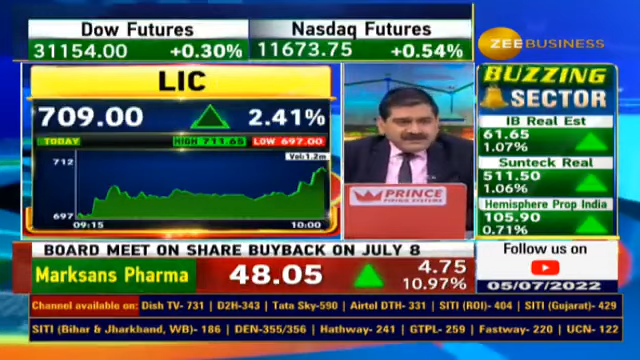 Dow Futures
31154.00 +0.30%
Nasdaq Futures
11673.75 +0.54%
ZEE BUSINESS
LIC
709.00 2.41%
TODAY HIGH 711.65 LOW 697.00
Vol:1.2m
712
697
09:15 10:00
PRINCE
PIPING SYSTEMS
BUZZING
SECTOR
IB Real Est
61.65
1.07%
Sunteck Real
511.50
1.06%
Hemisphere Prop India
105.90
0.71%
BOARD MEET ON SHARE BUYBACK ON JULY 8
Marksans Pharma 48.05 4.75
10.97%
Follow us on
05/07/2022
Channel available on: Dish TV- 731 | D2H-343 | Tata Sky-590 | Airtel DTH- 331 | SITI (ROI)- 404 | SITI (Gujarat)- 429
SITI (Bihar & Jharkhand, WB)- 186 | DEN-355/356 | Hathway- 241 | GTPL- 259 | Fastway- 220 | UCN- 122